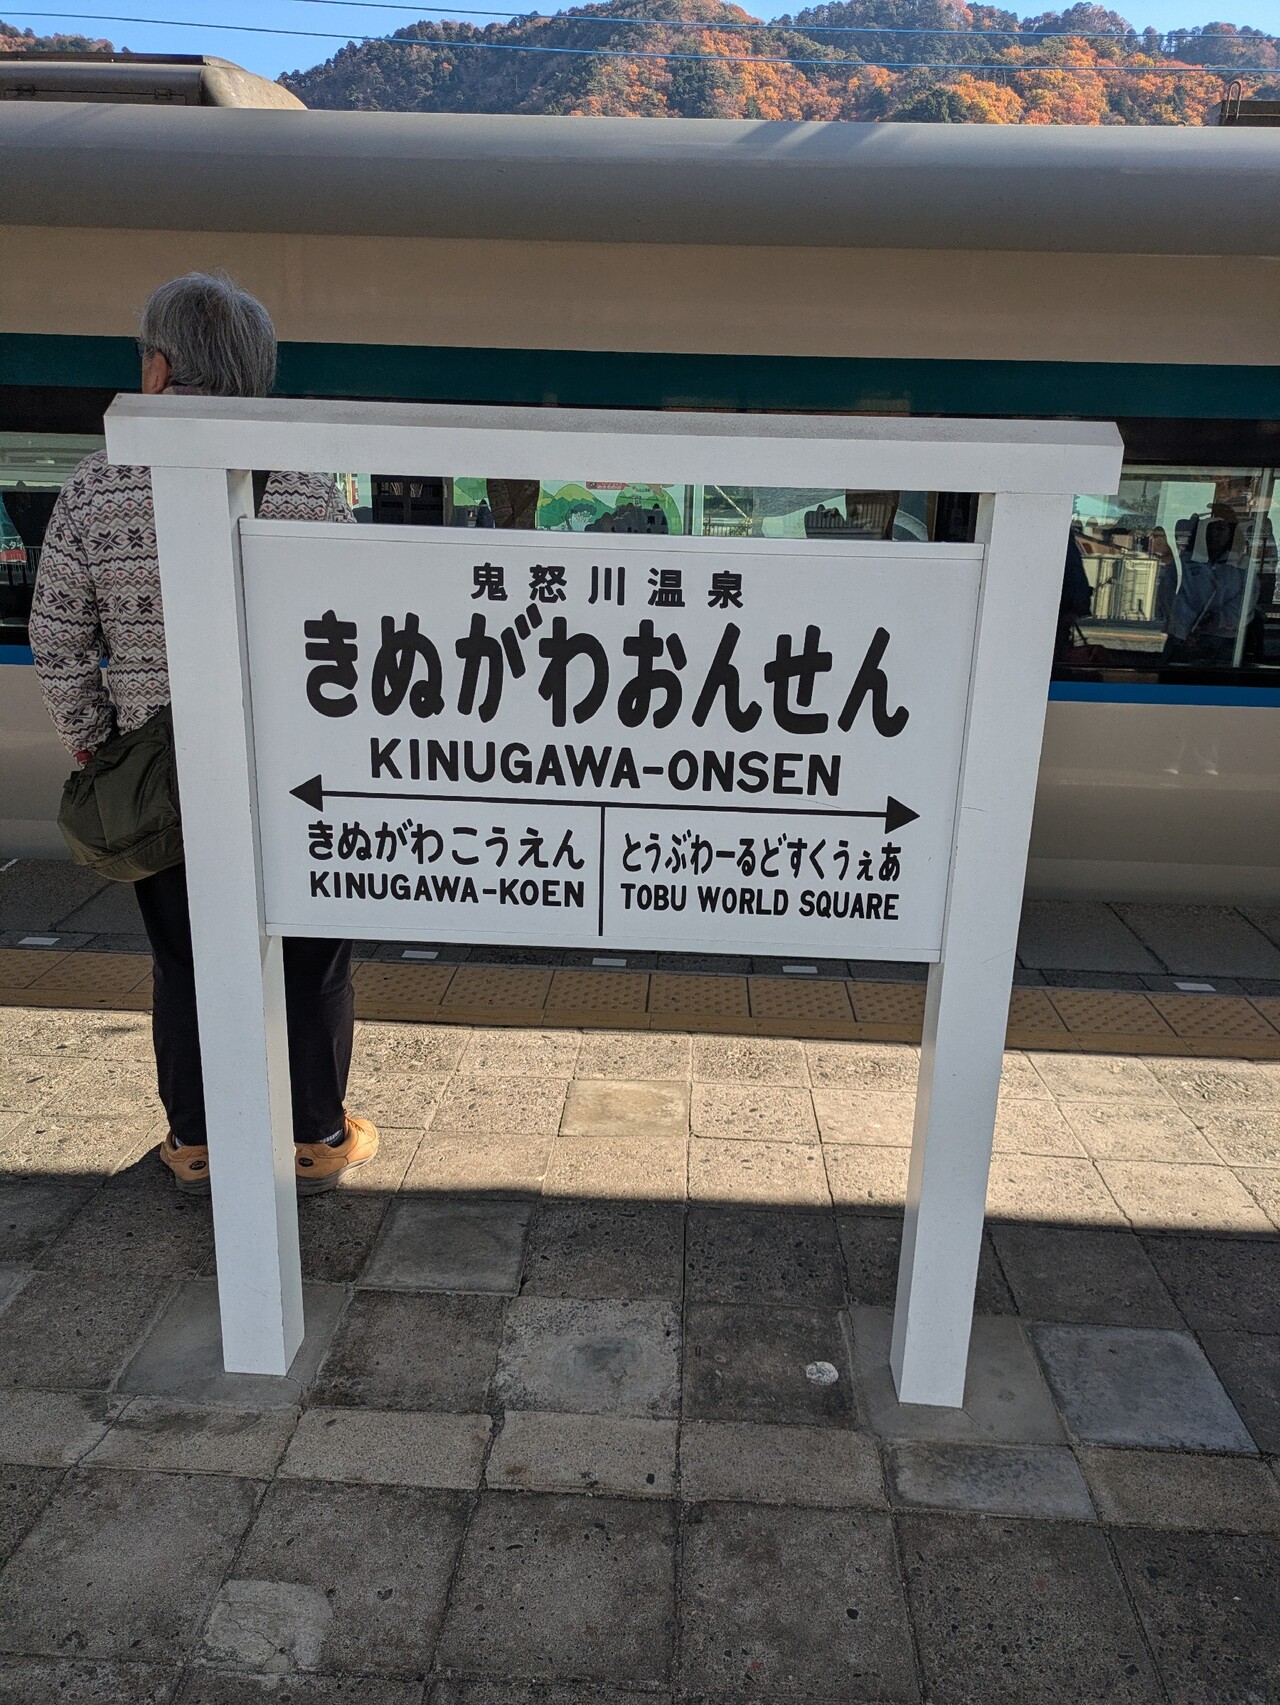 鬼怒川温泉
きぬがわおんせん
KINUGAWA-ONSEN
きぬがわこうえん
KINUGAWA-KOEN
とうぶわーるどすくうぇあ
TOBU WORLD SQUARE